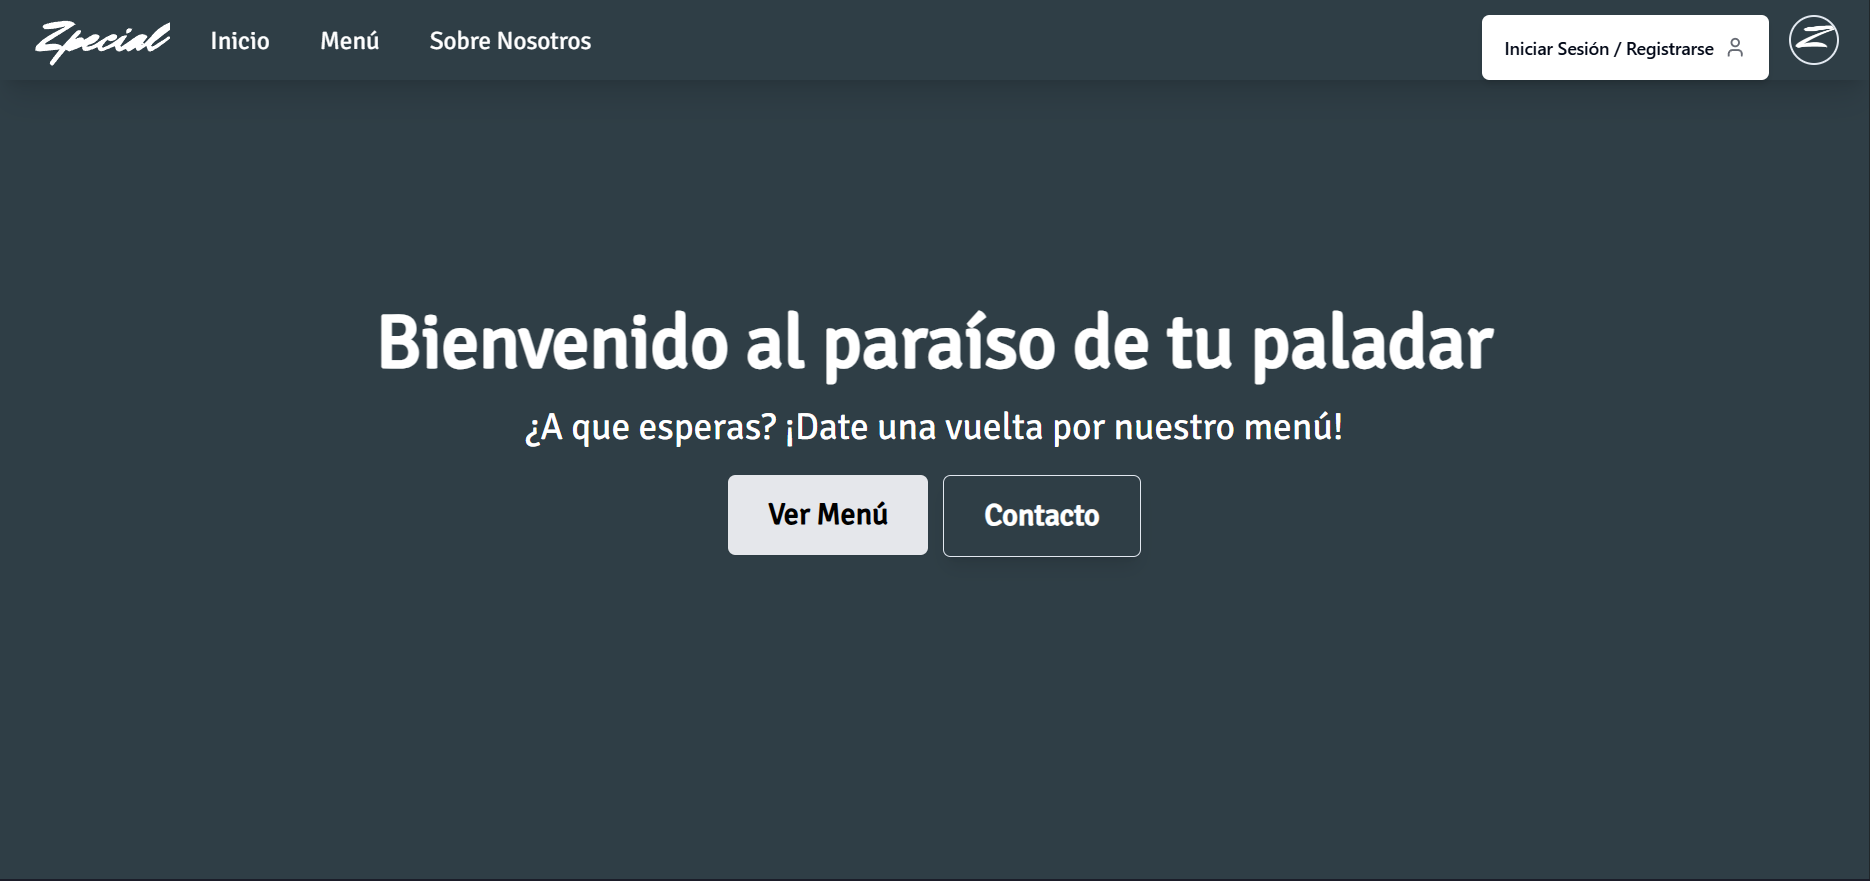 Zpecial Inicio Menú Sobre Nosotros Iniciar Sesión / Registrarse Z
Bienvenido al paraíso de tu paladar
¿A que esperas? ¡Date una vuelta por nuestro menú!
Ver Menú Contacto